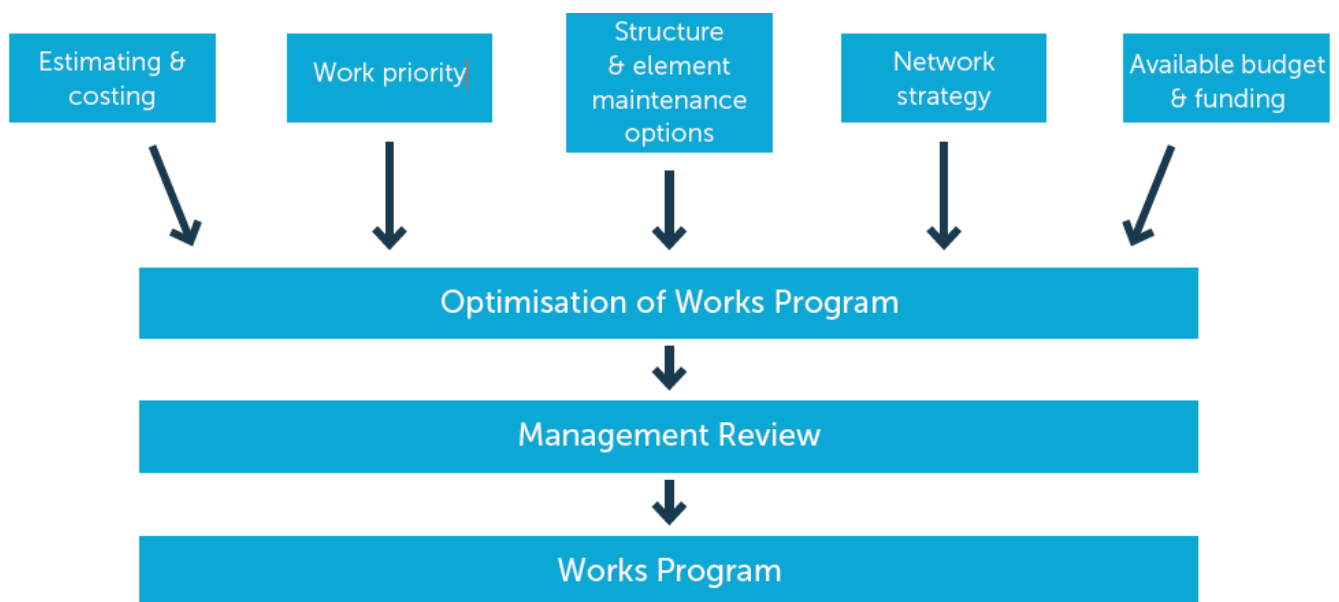 Estimating &
costing
Work priority
Structure
& element
maintenance
options
Network
strategy
Available budget
& funding
Optimisation of Works Program
Management Review
Works Program